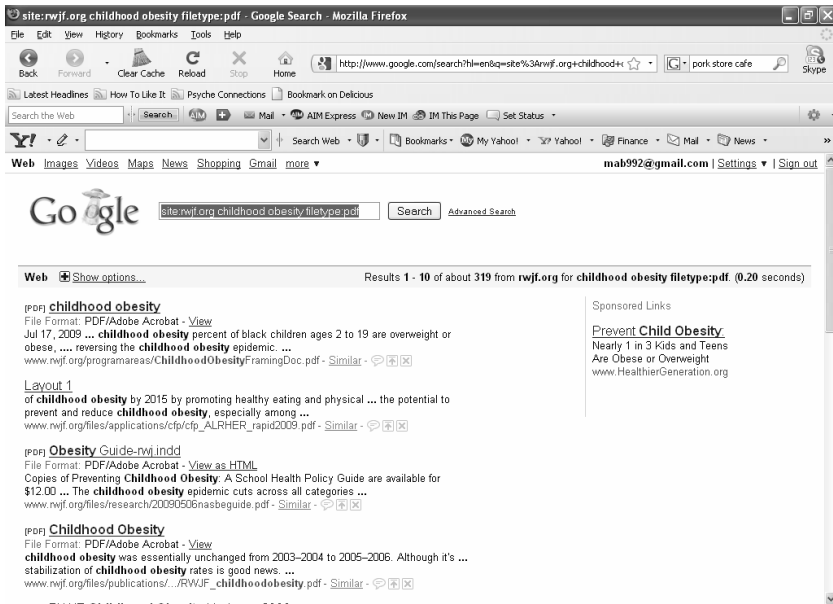 site:rwjf.org childhood obesity filetype:pdf - Google Search - Mozilla Firefox
File Edit View History Bookmarks Tools Help
Back Forward Clear Cache Reload Stop Home http://www.google.com/search?hl=en&q=site%3Arwjf.org+childhood+ pork store cafe Skype
Latest Headlines How To Like It Psyche Connections Bookmark on Delicious
Search the Web Search AIM Mail AIM Express New IM IM This Page Set Status
Y! Search Web Bookmarks My Yahoo! Yahoo! Finance Mail News »
Web Images Videos Maps News Shopping Gmail more ▼ mab992@gmail.com | Settings ▼ | Sign out
Google site:rwjf.org childhood obesity filetype:pdf Search Advanced Search
Web Show options... Results 1 - 10 of about 319 from rwjf.org for childhood obesity filetype:pdf. (0.20 seconds)
[PDF] childhood obesity
File Format: PDF/Adobe Acrobat - View
Jul 17, 2009 ... childhood obesity percent of black children ages 2 to 19 are overweight or
obese, .... reversing the childhood obesity epidemic. ...
www.rwjf.org/programareas/ChildhoodObesityFramingDoc.pdf - Similar -
Layout 1
of childhood obesity by 2015 by promoting healthy eating and physical ... the potential to
prevent and reduce childhood obesity, especially among ...
www.rwjf.org/files/applications/cfp/cfp_ALRHER_rapid2009.pdf - Similar -
[PDF] Obesity Guide-rwj.indd
File Format: PDF/Adobe Acrobat - View as HTML
Copies of Preventing Childhood Obesity: A School Health Policy Guide are available for
$12.00 ... The childhood obesity epidemic cuts across all categories ...
www.rwjf.org/files/research/20090506nasbeguide.pdf - Similar -
[PDF] Childhood Obesity
File Format: PDF/Adobe Acrobat - View
childhood obesity was essentially unchanged from 2003–2004 to 2005–2006. Although it's ...
stabilization of childhood obesity rates is good news. ...
www.rwjf.org/files/publications/.../RWJF_childhoodobesity.pdf - Similar -
Sponsored Links
Prevent Child Obesity:
Nearly 1 in 3 Kids and Teens
Are Obese or Overweight
www.HealthierGeneration.org